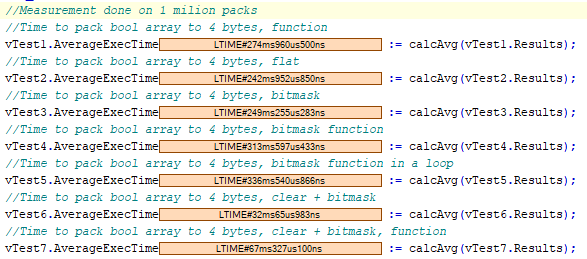 //Measurement done on 1 milion packs
//Time to pack bool array to 4 bytes, function
vTest1.AverageExecTime LTIME#274ms960us500ns := calcAvg(vTest1.Results);
//Time to pack bool array to 4 bytes, flat
vTest2.AverageExecTime LTIME#242ms952us850ns := calcAvg(vTest2.Results);
//Time to pack bool array to 4 bytes, bitmask
vTest3.AverageExecTime LTIME#249ms255us283ns := calcAvg(vTest3.Results);
//Time to pack bool array to 4 bytes, bitmask function
vTest4.AverageExecTime LTIME#313ms597us433ns := calcAvg(vTest4.Results);
//Time to pack bool array to 4 bytes, bitmask function in a loop
vTest5.AverageExecTime LTIME#336ms540us866ns := calcAvg(vTest5.Results);
//Time to pack bool array to 4 bytes, clear + bitmask
vTest6.AverageExecTime LTIME#32ms65us983ns := calcAvg(vTest6.Results);
//Time to pack bool array to 4 bytes, clear + bitmask, function
vTest7.AverageExecTime LTIME#67ms327us100ns := calcAvg(vTest7.Results);